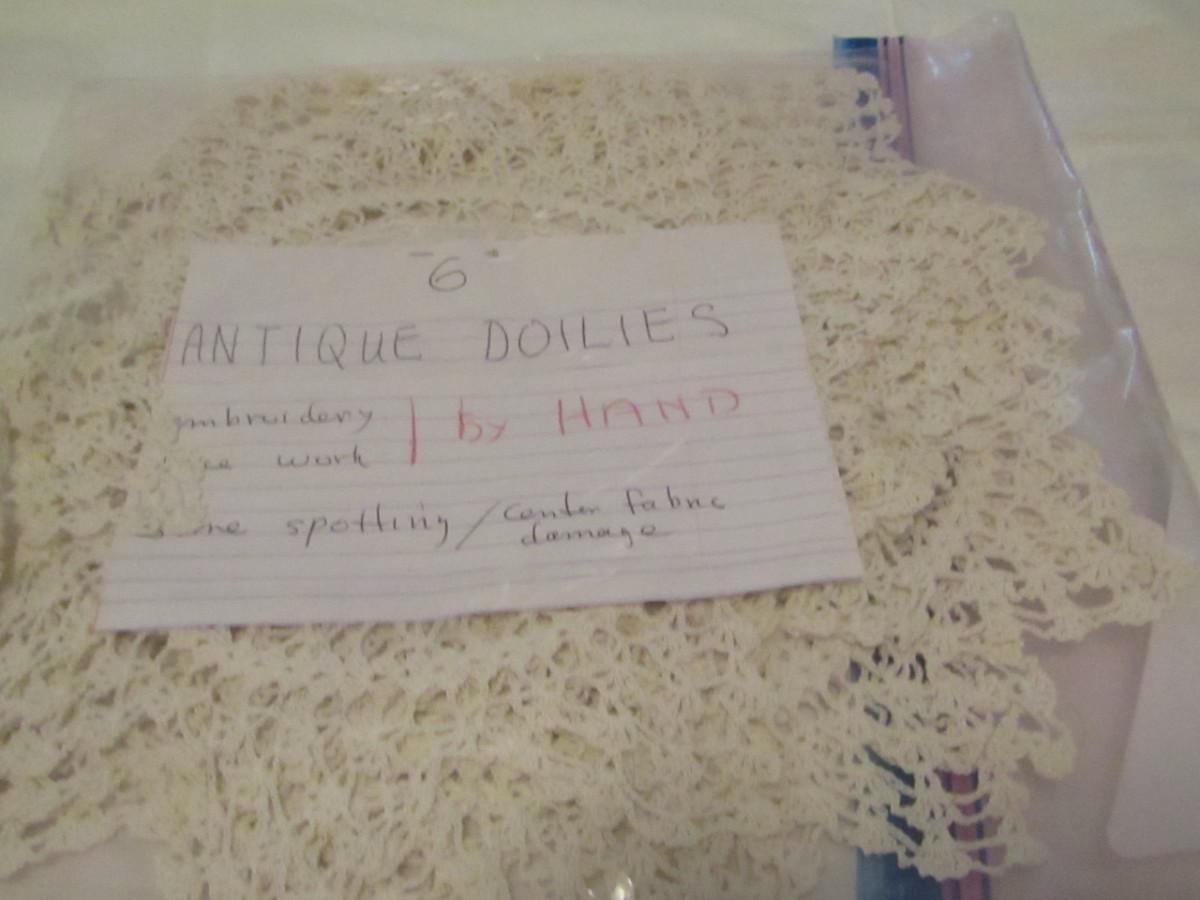 6
ANTIQUE DOILIES
embroidery | by HAND
work
spotting / center fabric
damage